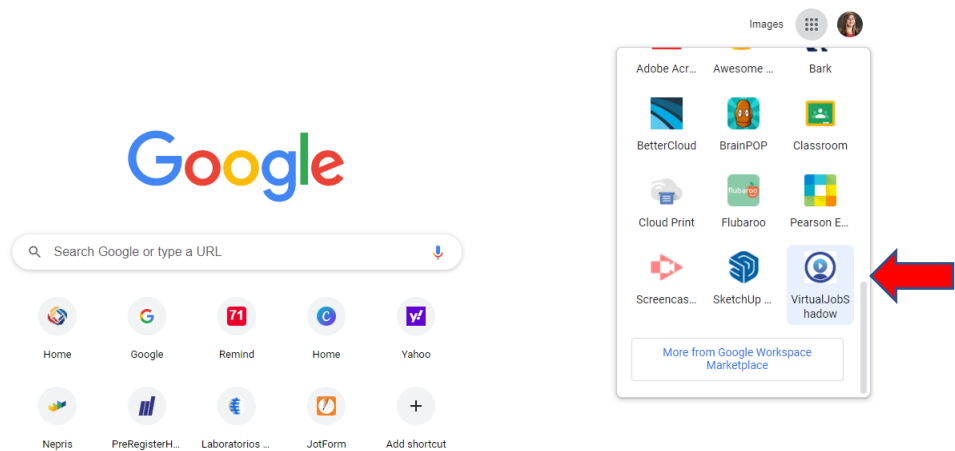 Images
Adobe Acr... Awesome ... Bark
BetterCloud BrainPOP Classroom
flubaroo
Cloud Print Flubaroo Pearson E...
Screencas... SketchUp ... VirtualJobS
hadow
More from Google Workspace
Marketplace
Google
Search Google or type a URL
G 71 C y!
Home Google Remind Home Yahoo
Nepris PreRegisterH... Laboratorios ... JotForm Add shortcut